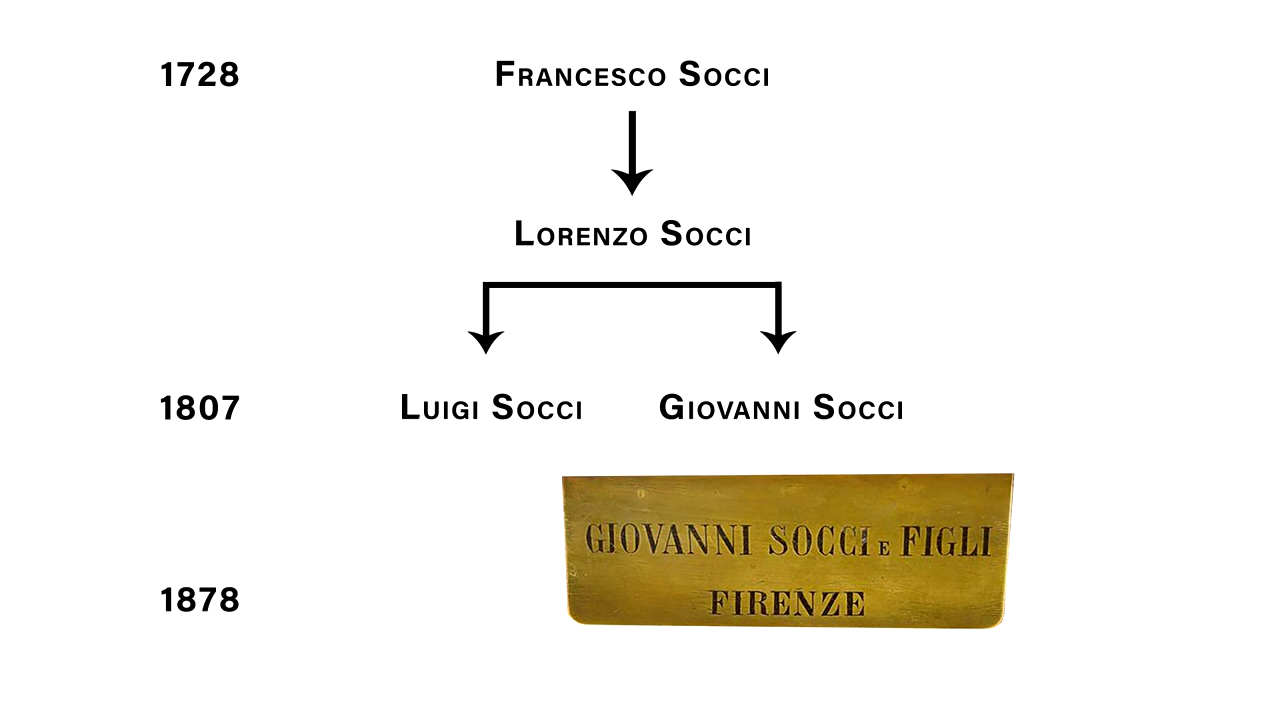 1728 Francesco Socci
Lorenzo Socci
1807 Luigi Socci Giovanni Socci
GIOVANNI SOCCI E FIGLI
FIRENZE
1878